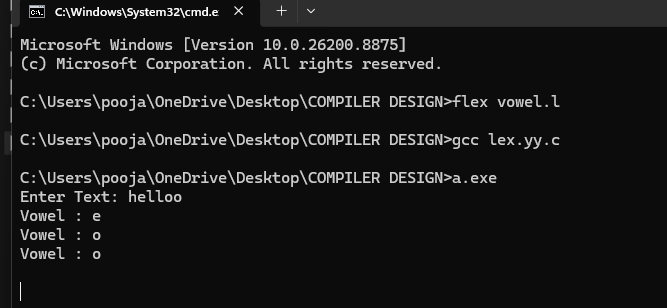 C:\Windows\System32\cmd.e
Microsoft Windows [Version 10.0.26200.8875]
(c) Microsoft Corporation. All rights reserved.
C:\Users\pooja\OneDrive\Desktop\COMPILER DESIGN>flex vowel.l
C:\Users\pooja\OneDrive\Desktop\COMPILER DESIGN>gcc lex.yy.c
C:\Users\pooja\OneDrive\Desktop\COMPILER DESIGN>a.exe
Enter Text: helloo
Vowel : e
Vowel : o
Vowel : o